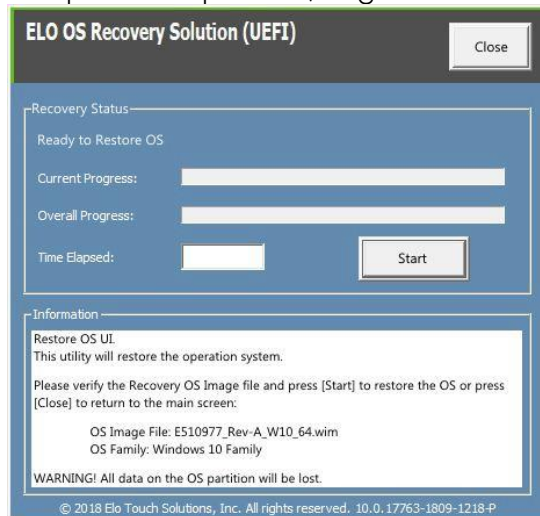 ELO OS Recovery Solution (UEFI)
Close
Recovery Status
Ready to Restore OS
Current Progress:
Overall Progress:
Time Elapsed:
Start
Information
Restore OS UI.
This utility will restore the operation system.
Please verify the Recovery OS Image file and press [Start] to restore the OS or press
[Close] to return to the main screen:
OS Image File: E510977_Rev-A_W10_64.wim
OS Family: Windows 10 Family
WARNING! All data on the OS partition will be lost.
© 2018 Elo Touch Solutions, Inc. All rights reserved. 10.0.17763-1809-1218-P